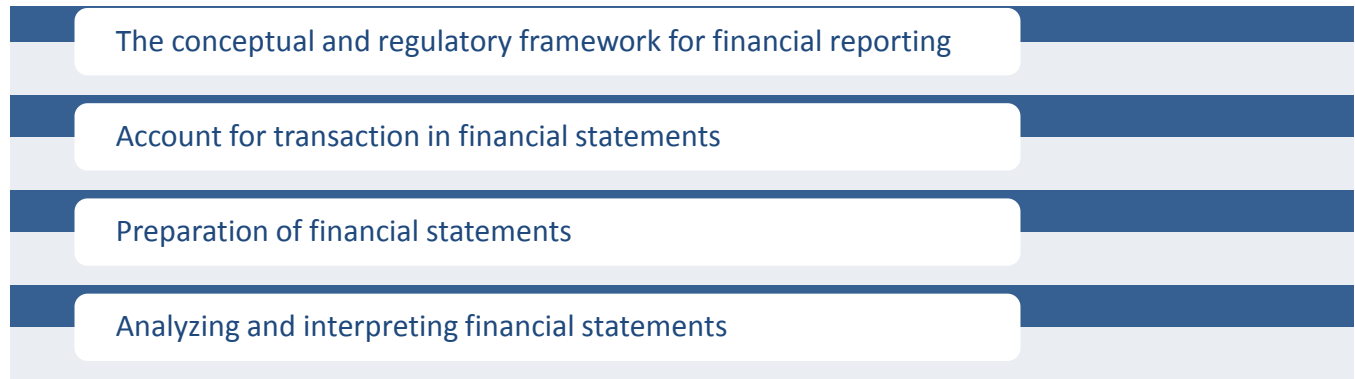 The conceptual and regulatory framework for financial reporting
Account for transaction in financial statements
Preparation of financial statements
Analyzing and interpreting financial statements